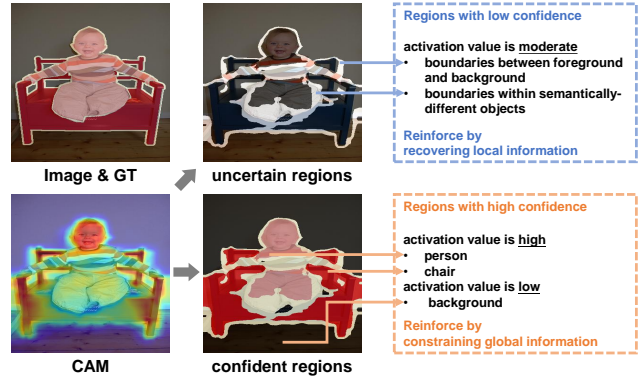 Regions with low confidence
activation value is moderate
• boundaries between foreground
and background
• boundaries within semantically-
different objects
Reinforce by
recovering local information
Image & GT
uncertain regions
Regions with high confidence
activation value is high
• person
• chair
activation value is low
• background
Reinforce by
constraining global information
CAM
confident regions